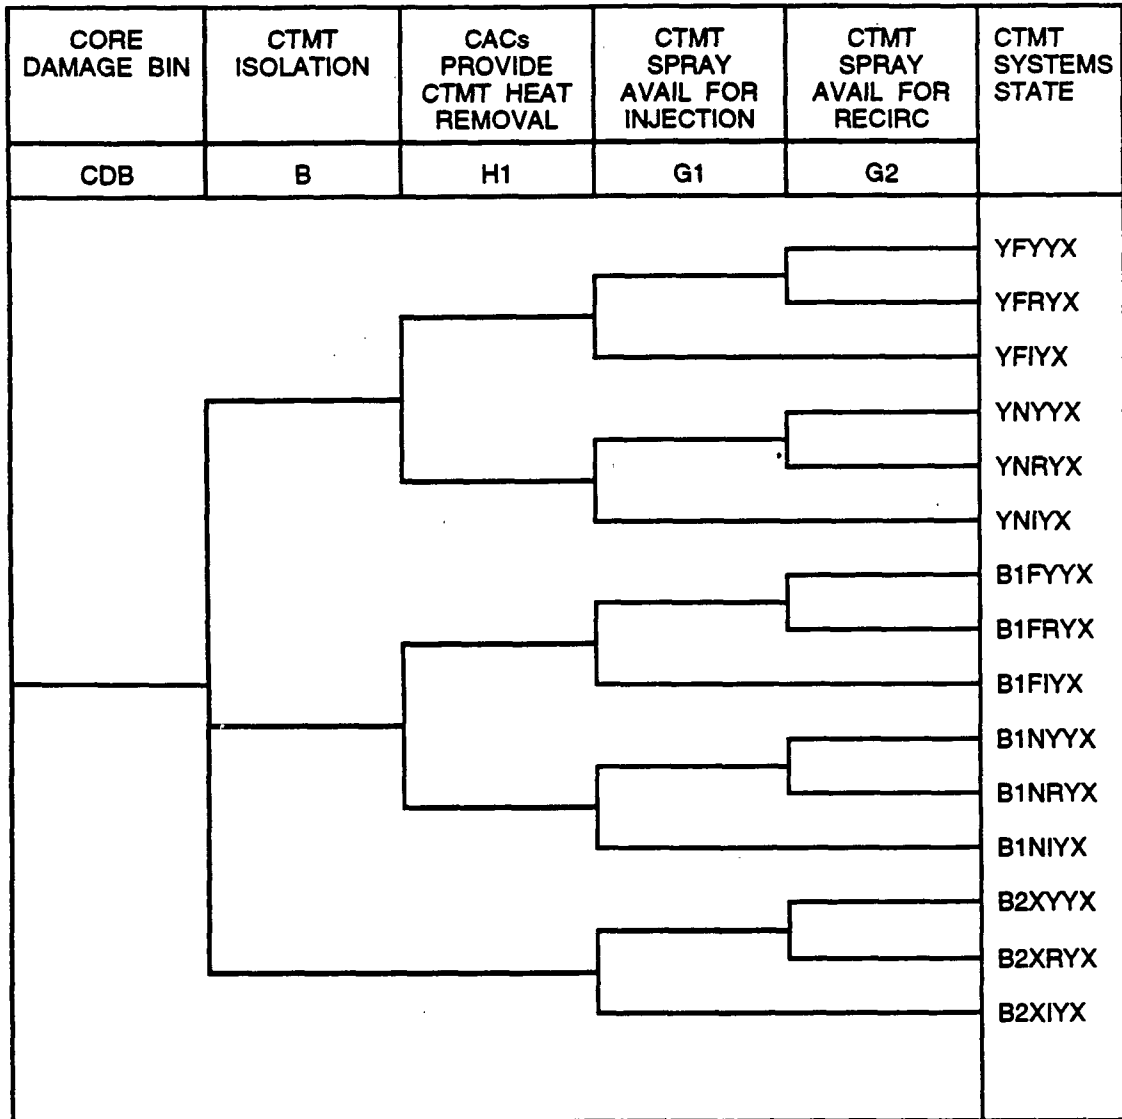 CORE
DAMAGE BIN
CTMT
ISOLATION
CACs
PROVIDE
CTMT HEAT
REMOVAL
CTMT
SPRAY
AVAIL FOR
INJECTION
CTMT
SPRAY
AVAIL FOR
RECIRC
CTMT
SYSTEMS
STATE
CDB
B
H1
G1
G2
YFYYX
YFRYX
YFIYX
YNYYX
YNRYX
YNIYX
B1FYYX
B1FRYX
B1FIYX
B1NYYX
B1NRYX
B1NIYX
B2XYYX
B2XRYX
B2XIYX